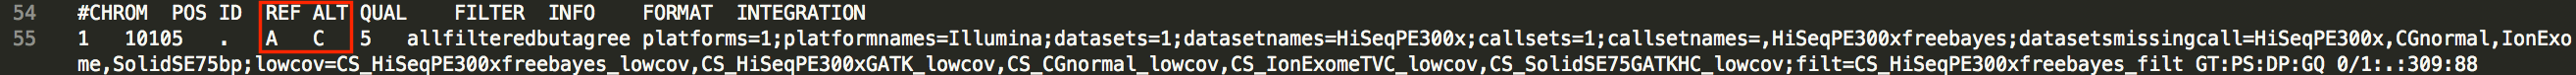 54 #CHROM POS ID REF ALT QUAL FILTER INFO FORMAT INTEGRATION
55 1 10105 . A C 5 allfilteredbutagree platforms=1;platformnames=Illumina;datasets=1;datasetnames=HiSeqPE300x;callsets=1;callsetnames=,HiSeqPE300xfreebayes;datasetsmissingcall=HiSeqPE300x,CGnormal,IonExo
me,SolidSE75bp;lowcov=CS_HiSeqPE300xfreebayes_lowcov,CS_HiSeqPE300xGATK_lowcov,CS_CGnormal_lowcov,CS_IonExomeTVC_lowcov,CS_SolidSE75GATKHC_lowcov;filt=CS_HiSeqPE300xfreebayes_filt GT:PS:DP:GQ 0/1:.:309:88